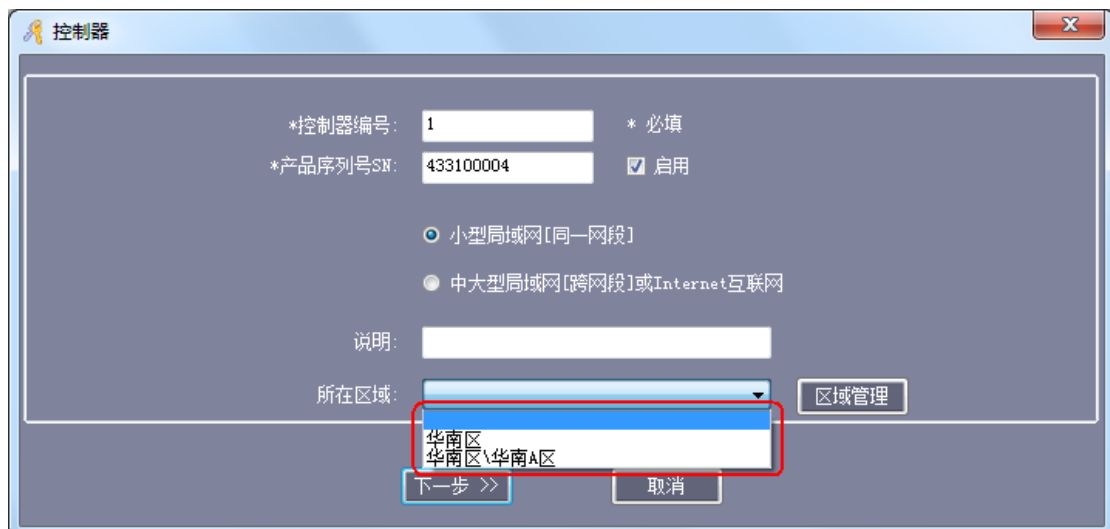 控制器
*控制器编号: 1 * 必填
*产品序列号SN: 433100004 启用
小型局域网[同一网段]
中大型局域网[跨网段]或Internet互联网
说明:
所在区域: 区域管理
华南区
华南区\华南A区
下一步 >> 取消